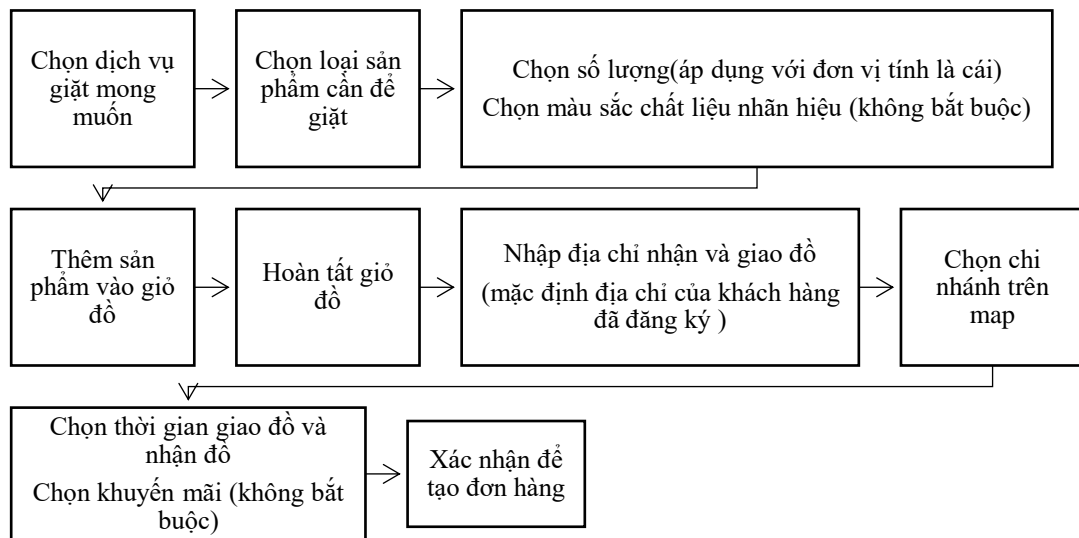 Chọn dịch vụ
giặt mong
muốn
Chọn loại sản
phẩm cần để
giặt
Chọn số lượng(áp dụng với đơn vị tính là cái)
Chọn màu sắc chất liệu nhãn hiệu (không bắt buộc)
Thêm sản
phẩm vào giỏ
đồ
Hoàn tất giỏ
đồ
Nhập địa chỉ nhận và giao đồ
(mặc định địa chỉ của khách hàng
đã đăng ký )
Chọn chi
nhánh trên
map
Chọn thời gian giao đồ và
nhận đồ
Chọn khuyến mãi (không bắt
buộc)
Xác nhận để
tạo đơn hàng